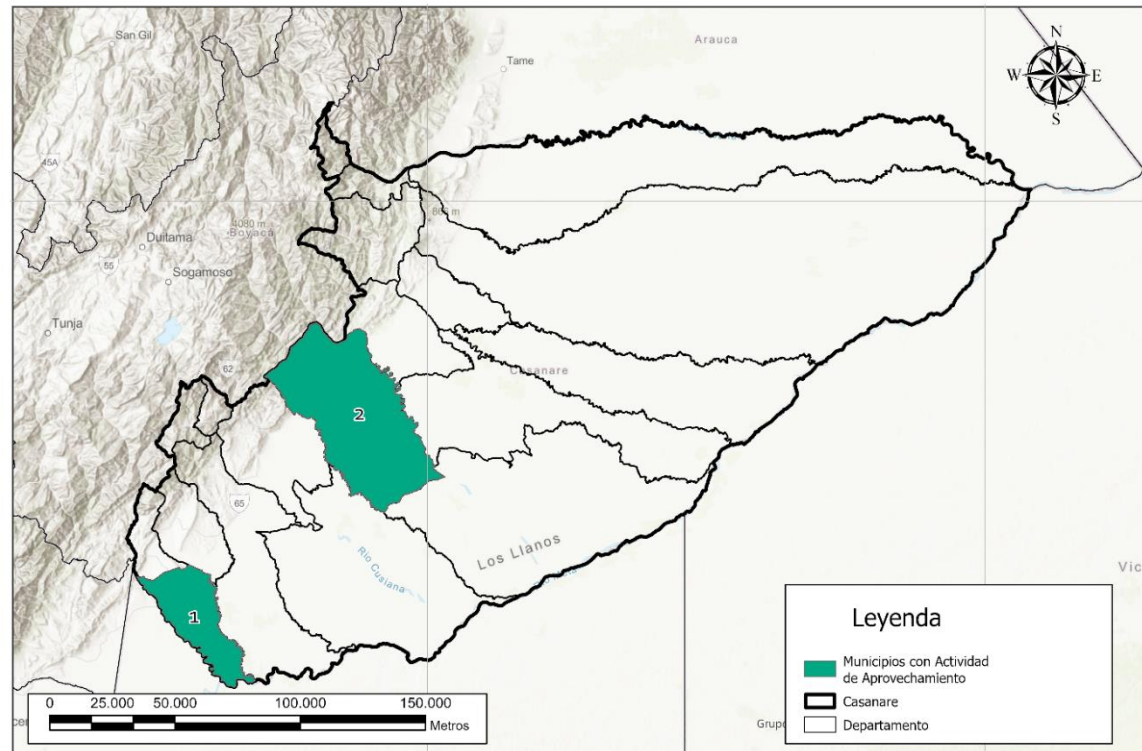 San Gil
Arauca
Tame
N
W
E
S
45A
4080 m
Boyacá
Duitama
Sogamoso
55
Tunja
62
Casanare
2
65
Los Llanos
Río Cusiana
1
Vic
Leyenda
Municipios con Actividad
de Aprovechamiento
Casanare
Departamento
0
25.000
50.000
100.000
150.000
Metros
Grupo